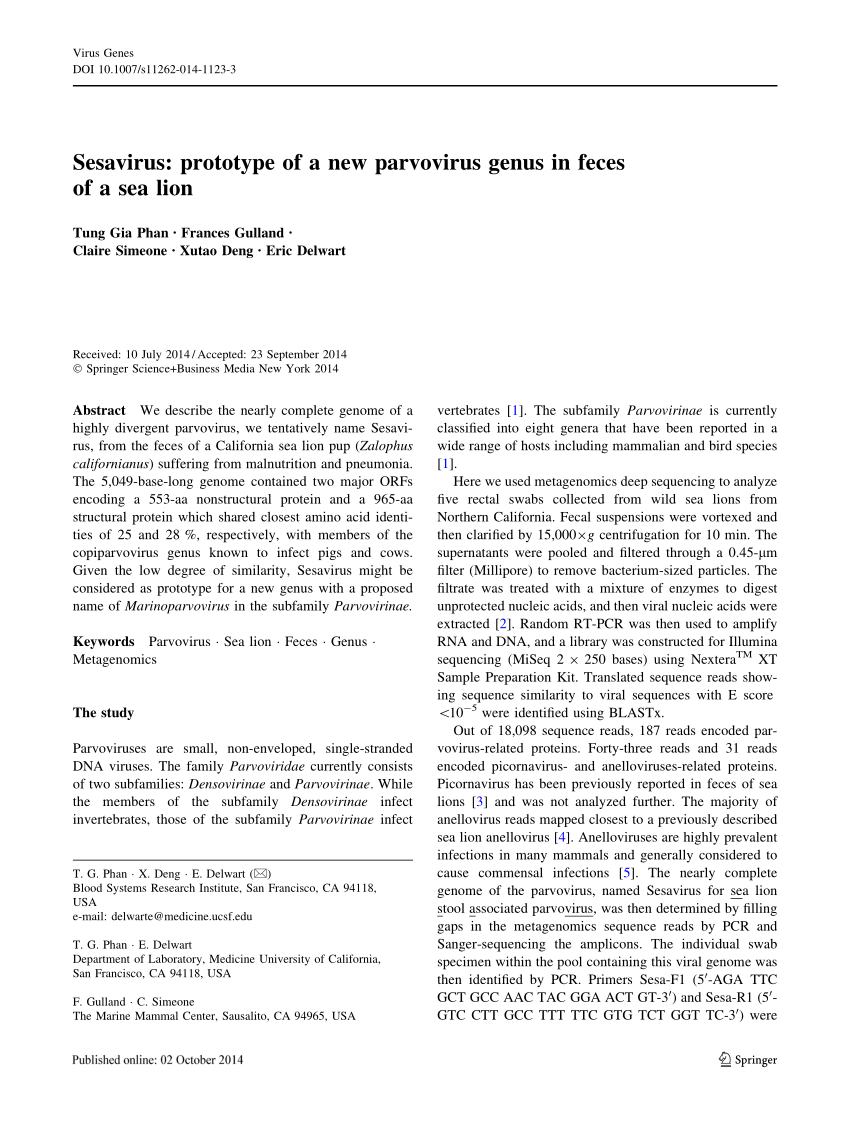 Virus Genes
DOI 10.1007/s11262-014-1123-3
Sesavirus: prototype of a new parvovirus genus in feces
of a sea lion
Tung Gia Phan · Frances Gulland ·
Claire Simeone · Xutao Deng · Eric Delwart
Received: 10 July 2014 / Accepted: 23 September 2014
© Springer Science+Business Media New York 2014
Abstract We describe the nearly complete genome of a
highly divergent parvovirus, we tentatively name Sesavi-
rus, from the feces of a California sea lion pup (Zalophus
californianus) suffering from malnutrition and pneumonia.
The 5,049-base-long genome contained two major ORFs
encoding a 553-aa nonstructural protein and a 965-aa
structural protein which shared closest amino acid identi-
ties of 25 and 28 %, respectively, with members of the
copiparvovirus genus known to infect pigs and cows.
Given the low degree of similarity, Sesavirus might be
considered as prototype for a new genus with a proposed
name of Marinoparvovirus in the subfamily Parvovirinae.
Keywords Parvovirus · Sea lion · Feces · Genus ·
Metagenomics
The study
Parvoviruses are small, non-enveloped, single-stranded
DNA viruses. The family Parvoviridae currently consists
of two subfamilies: Densovirinae and Parvovirinae. While
the members of the subfamily Densovirinae infect
invertebrates, those of the subfamily Parvovirinae infect
T. G. Phan · X. Deng · E. Delwart (✉)
Blood Systems Research Institute, San Francisco, CA 94118,
USA
e-mail: delwarte@medicine.ucsf.edu
T. G. Phan · E. Delwart
Department of Laboratory, Medicine University of California,
San Francisco, CA 94118, USA
F. Gulland · C. Simeone
The Marine Mammal Center, Sausalito, CA 94965, USA
vertebrates [1]. The subfamily Parvovirinae is currently
classified into eight genera that have been reported in a
wide range of hosts including mammalian and bird species
[1].
Here we used metagenomics deep sequencing to analyze
five rectal swabs collected from wild sea lions from
Northern California. Fecal suspensions were vortexed and
then clarified by 15,000×g centrifugation for 10 min. The
supernatants were pooled and filtered through a 0.45-μm
filter (Millipore) to remove bacterium-sized particles. The
filtrate was treated with a mixture of enzymes to digest
unprotected nucleic acids, and then viral nucleic acids were
extracted [2]. Random RT-PCR was then used to amplify
RNA and DNA, and a library was constructed for Illumina
sequencing (MiSeq 2 × 250 bases) using Nextera™ XT
Sample Preparation Kit. Translated sequence reads show-
ing sequence similarity to viral sequences with E score
<10⁻⁵ were identified using BLASTx.
Out of 18,098 sequence reads, 187 reads encoded par-
vovirus-related proteins. Forty-three reads and 31 reads
encoded picornavirus- and anelloviruses-related proteins.
Picornavirus has been previously reported in feces of sea
lions [3] and was not analyzed further. The majority of
anellovirus reads mapped closest to a previously described
sea lion anellovirus [4]. Anelloviruses are highly prevalent
infections in many mammals and generally considered to
cause commensal infections [5]. The nearly complete
genome of the parvovirus, named Sesavirus for sea lion
stool associated parvovirus, was then determined by filling
gaps in the metagenomics sequence reads by PCR and
Sanger-sequencing the amplicons. The individual swab
specimen within the pool containing this viral genome was
then identified by PCR. Primers Sesa-F1 (5′-AGA TTC
GCT GCC AAC TAC GGA ACT GT-3′) and Sesa-R1 (5′-
GTC CTT GCC TTT TTC GTG TCT GGT TC-3′) were
Published online: 02 October 2014
Springer